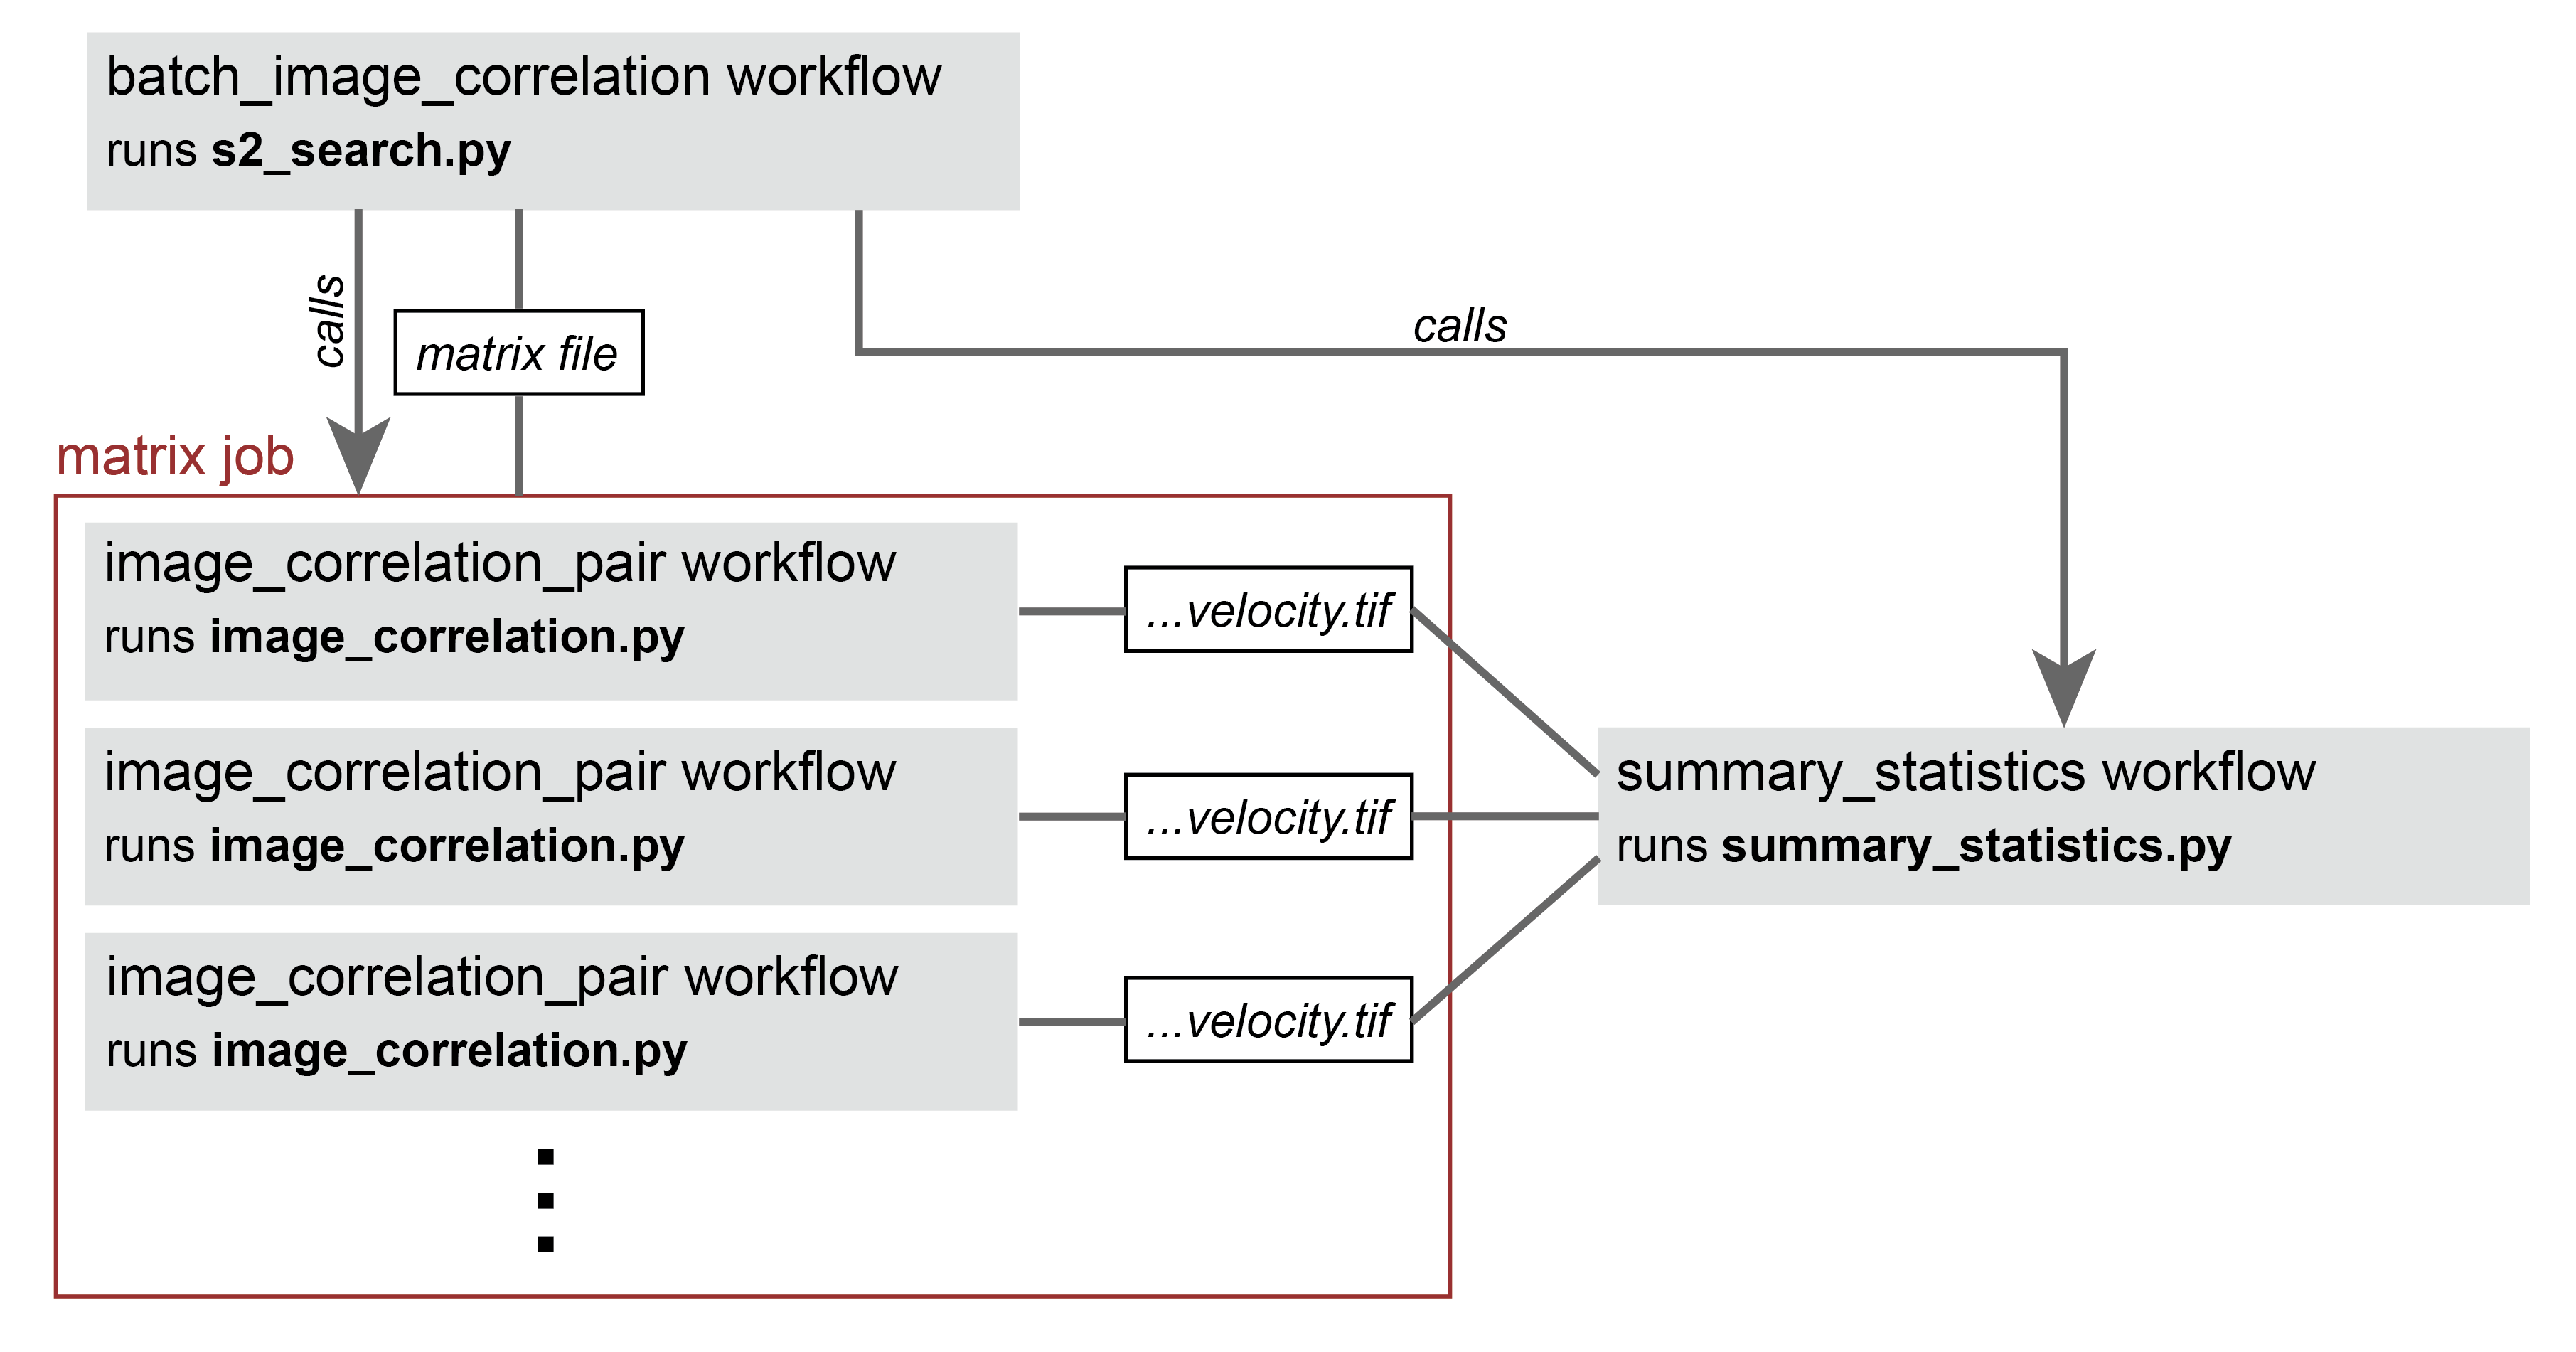 batch_image_correlation workflow
runs s2_search.py
calls
matrix file
calls
matrix job
image_correlation_pair workflow
runs image_correlation.py
...velocity.tif
image_correlation_pair workflow
runs image_correlation.py
...velocity.tif
summary_statistics workflow
runs summary_statistics.py
image_correlation_pair workflow
runs image_correlation.py
...velocity.tif